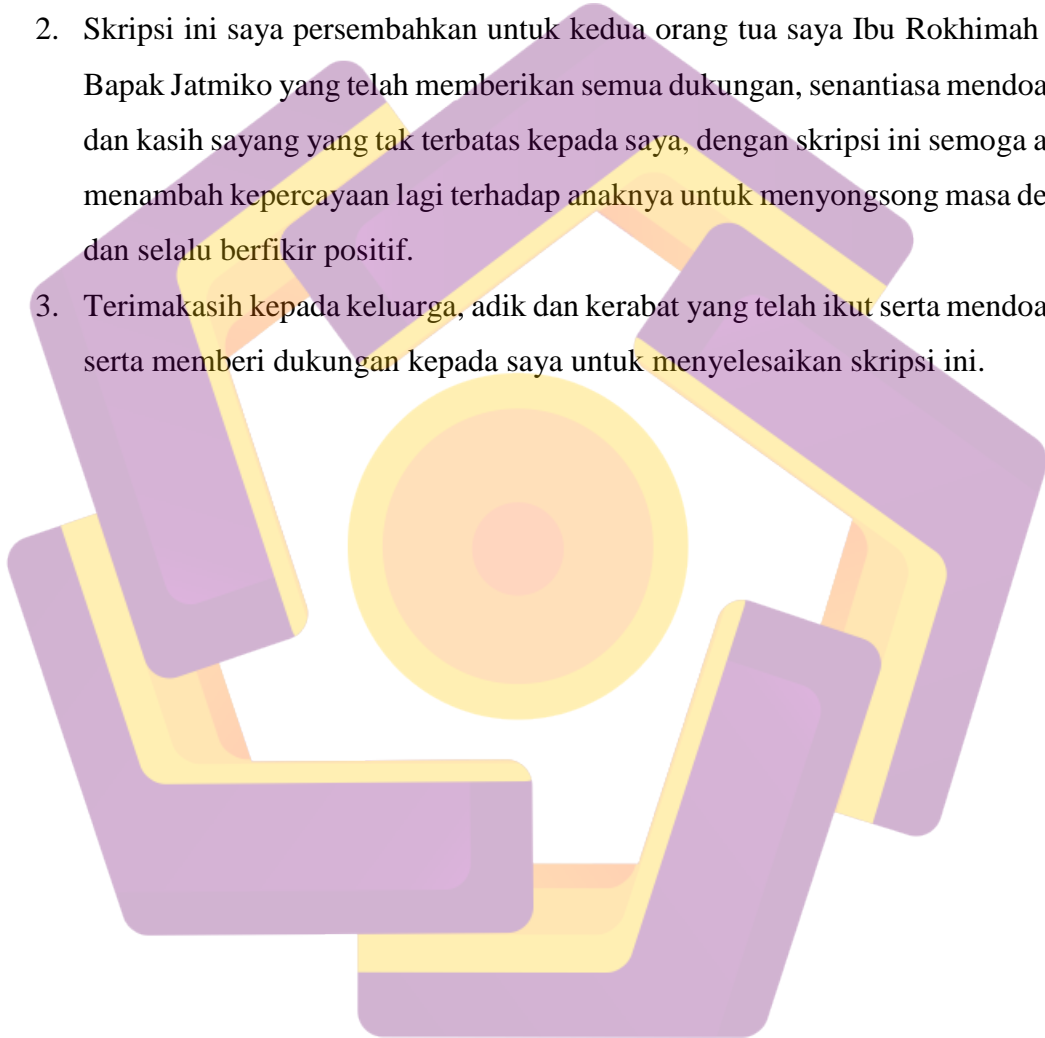 2. Skripsi ini saya persembahkan untuk kedua orang tua saya Ibu Rokhimah
Bapak Jatmiko yang telah memberikan semua dukungan, senantiasa mendoa
dan kasih sayang yang tak terbatas kepada saya, dengan skripsi ini semoga a
menambah kepercayaan lagi terhadap anaknya untuk menyongsong masa de
dan selalu berfikir positif.
3. Terimakasih kepada keluarga, adik dan kerabat yang telah ikut serta mendoa
serta memberi dukungan kepada saya untuk menyelesaikan skripsi ini.